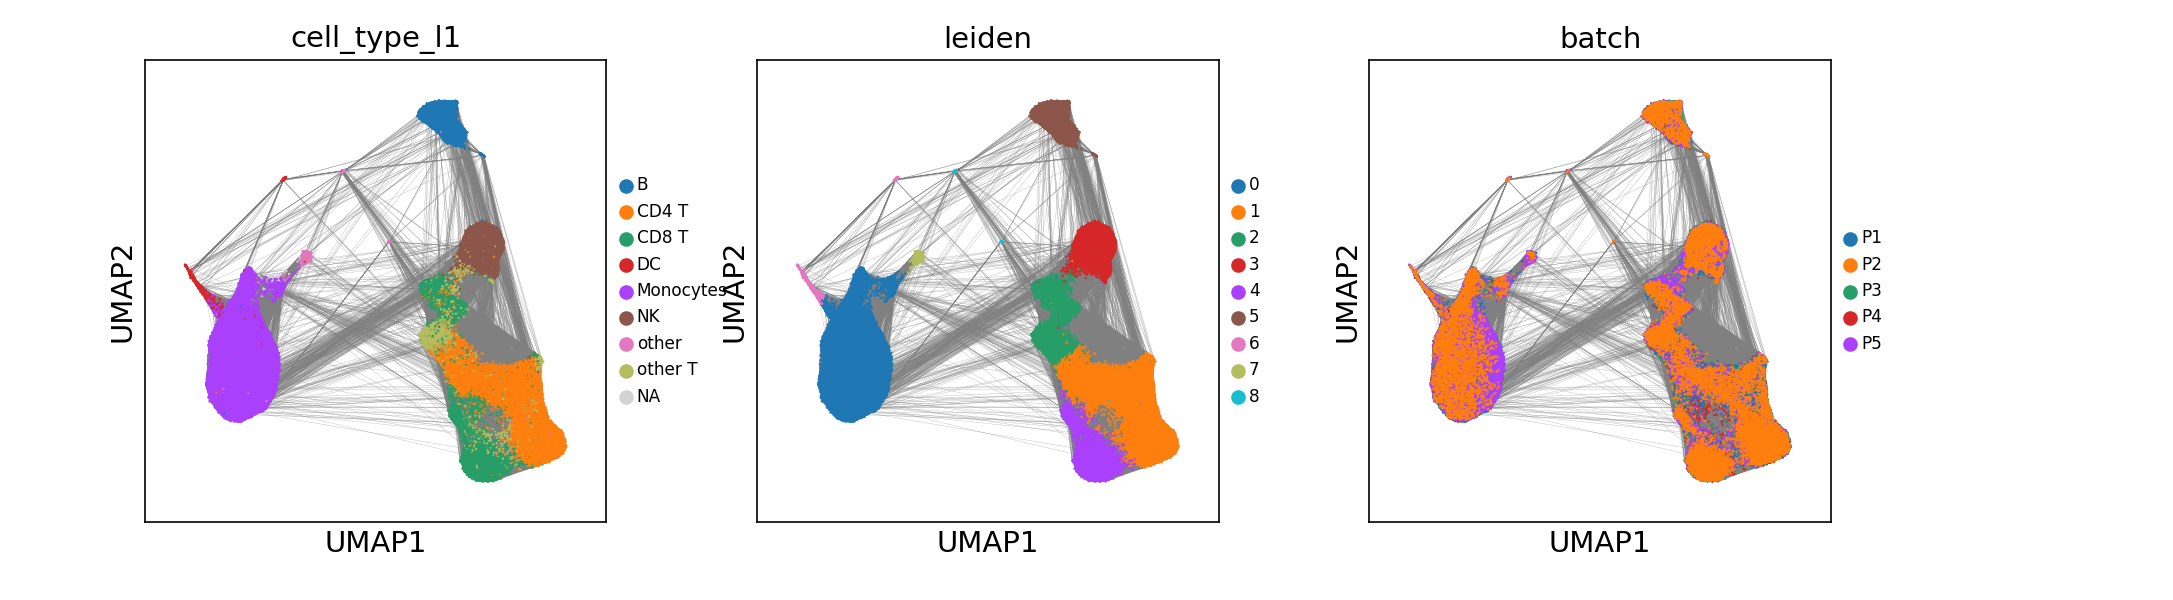 cell_type_l1
UMAP2
UMAP1
B
CD4 T
CD8 T
DC
Monocytes
NK
other
other T
NA
leiden
UMAP2
UMAP1
0
1
2
3
4
5
6
7
8
batch
UMAP2
UMAP1
P1
P2
P3
P4
P5